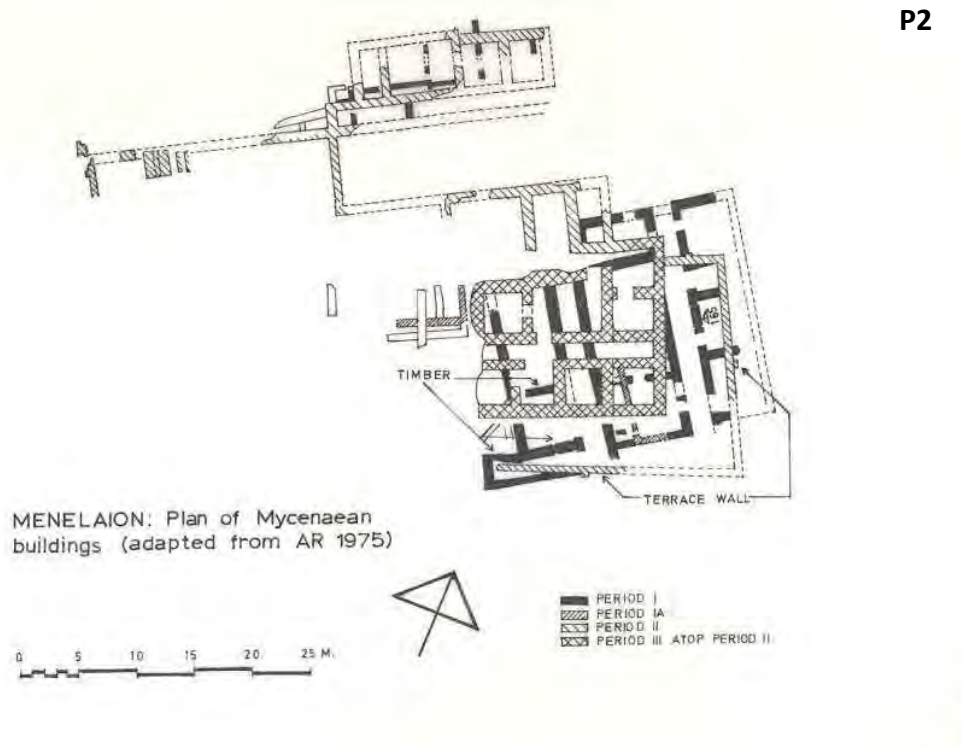 P2
TIMBER
TERRACE WALL
MENELAION: Plan of Mycenaean
buildings (adapted from AR 1975)
0 5 10 15 20 25 M.
PERIOD I
PERIOD IA
PERIOD II
PERIOD III ATOP PERIOD II